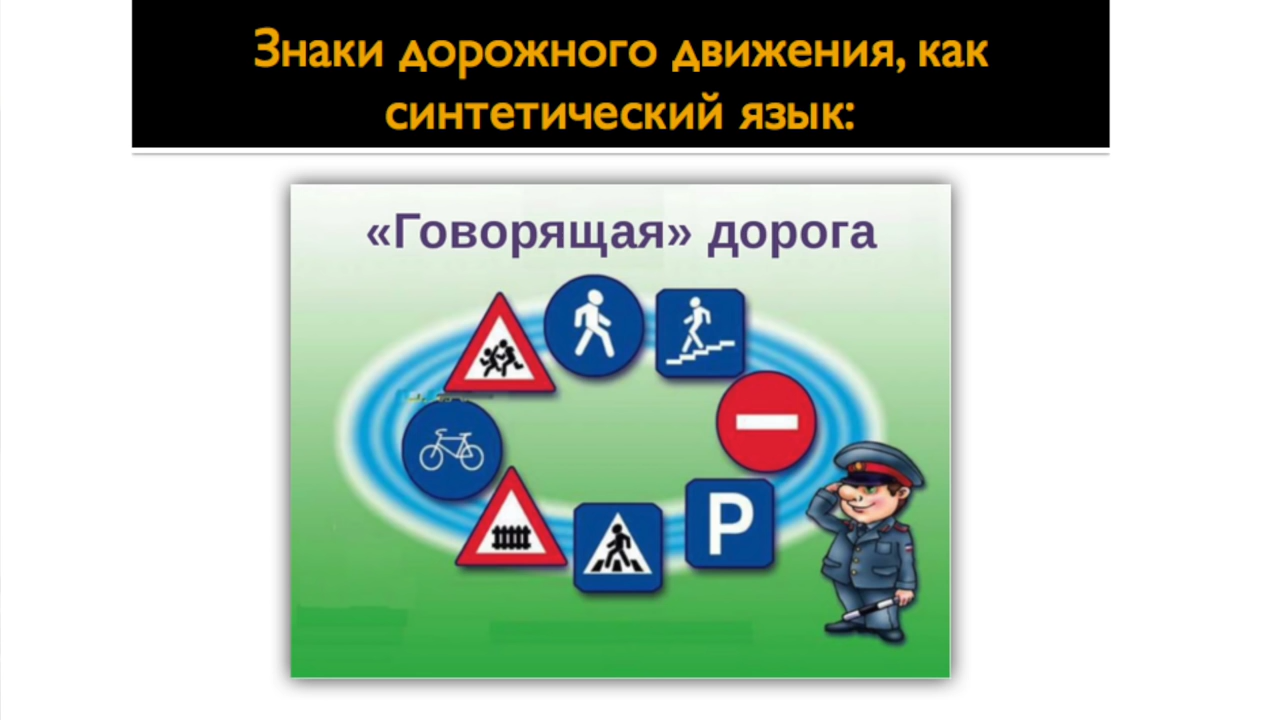 Знаки дорожного движения, как
синтетический язык:
«Говорящая» дорога
P